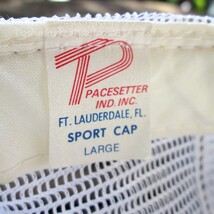 P
PACESETTER
IND. INC.
FT. LAUDERDALE, FL.
SPORT CAP
LARGE